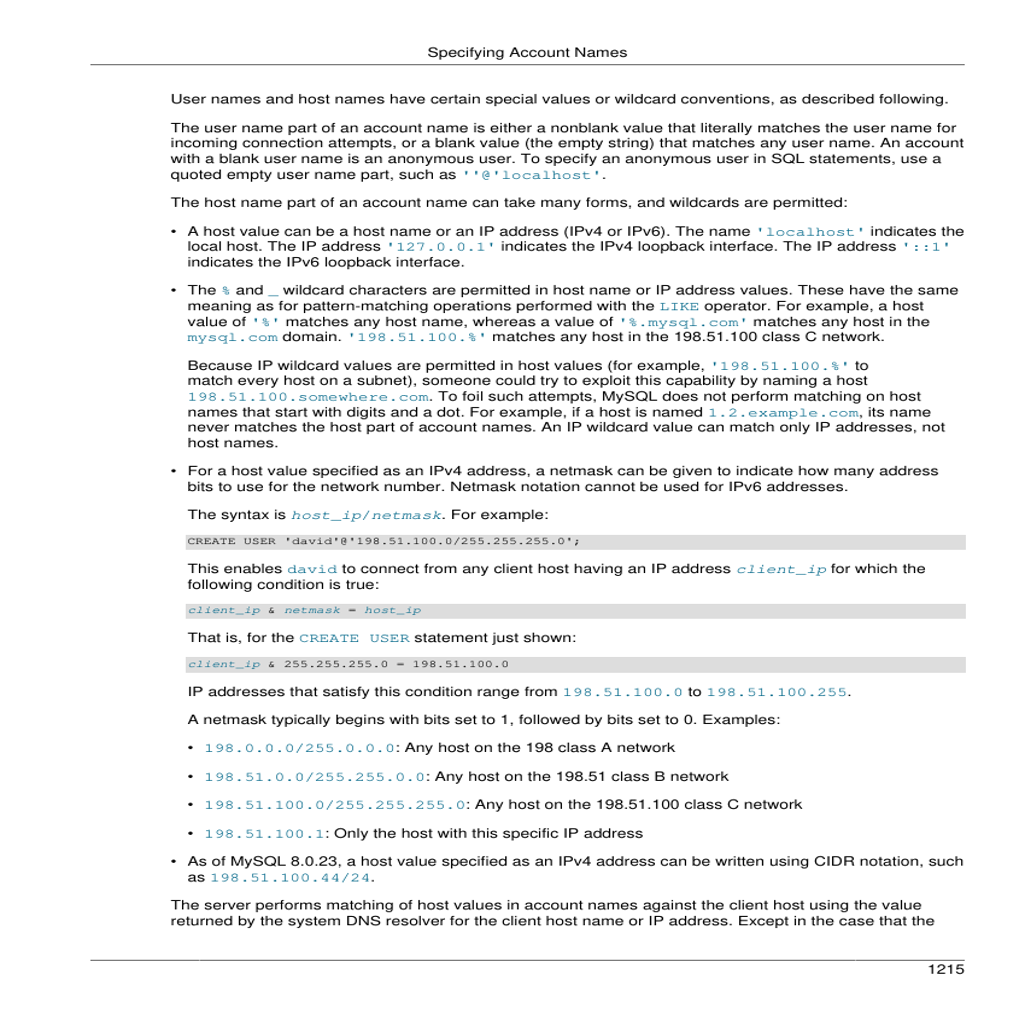 Specifying Account Names
User names and host names have certain special values or wildcard conventions, as described following.
The user name part of an account name is either a nonblank value that literally matches the user name for
incoming connection attempts, or a blank value (the empty string) that matches any user name. An account
with a blank user name is an anonymous user. To specify an anonymous user in SQL statements, use a
quoted empty user name part, such as ''@'localhost'.
The host name part of an account name can take many forms, and wildcards are permitted:
• A host value can be a host name or an IP address (IPv4 or IPv6). The name 'localhost' indicates the
local host. The IP address '127.0.0.1' indicates the IPv4 loopback interface. The IP address '::1'
indicates the IPv6 loopback interface.
• The % and _ wildcard characters are permitted in host name or IP address values. These have the same
meaning as for pattern-matching operations performed with the LIKE operator. For example, a host
value of '%' matches any host name, whereas a value of '%.mysql.com' matches any host in the
mysql.com domain. '198.51.100.%' matches any host in the 198.51.100 class C network.
Because IP wildcard values are permitted in host values (for example, '198.51.100.%' to
match every host on a subnet), someone could try to exploit this capability by naming a host
198.51.100.somewhere.com. To foil such attempts, MySQL does not perform matching on host
names that start with digits and a dot. For example, if a host is named 1.2.example.com, its name
never matches the host part of account names. An IP wildcard value can match only IP addresses, not
host names.
• For a host value specified as an IPv4 address, a netmask can be given to indicate how many address
bits to use for the network number. Netmask notation cannot be used for IPv6 addresses.
The syntax is host_ip/netmask. For example:
CREATE USER 'david'@'198.51.100.0/255.255.255.0';
This enables david to connect from any client host having an IP address client_ip for which the
following condition is true:
client_ip & netmask = host_ip
That is, for the CREATE USER statement just shown:
client_ip & 255.255.255.0 = 198.51.100.0
IP addresses that satisfy this condition range from 198.51.100.0 to 198.51.100.255.
A netmask typically begins with bits set to 1, followed by bits set to 0. Examples:
• 198.0.0.0/255.0.0.0: Any host on the 198 class A network
• 198.51.0.0/255.255.0.0: Any host on the 198.51 class B network
• 198.51.100.0/255.255.255.0: Any host on the 198.51.100 class C network
• 198.51.100.1: Only the host with this specific IP address
• As of MySQL 8.0.23, a host value specified as an IPv4 address can be written using CIDR notation, such
as 198.51.100.44/24.
The server performs matching of host values in account names against the client host using the value
returned by the system DNS resolver for the client host name or IP address. Except in the case that the
1215